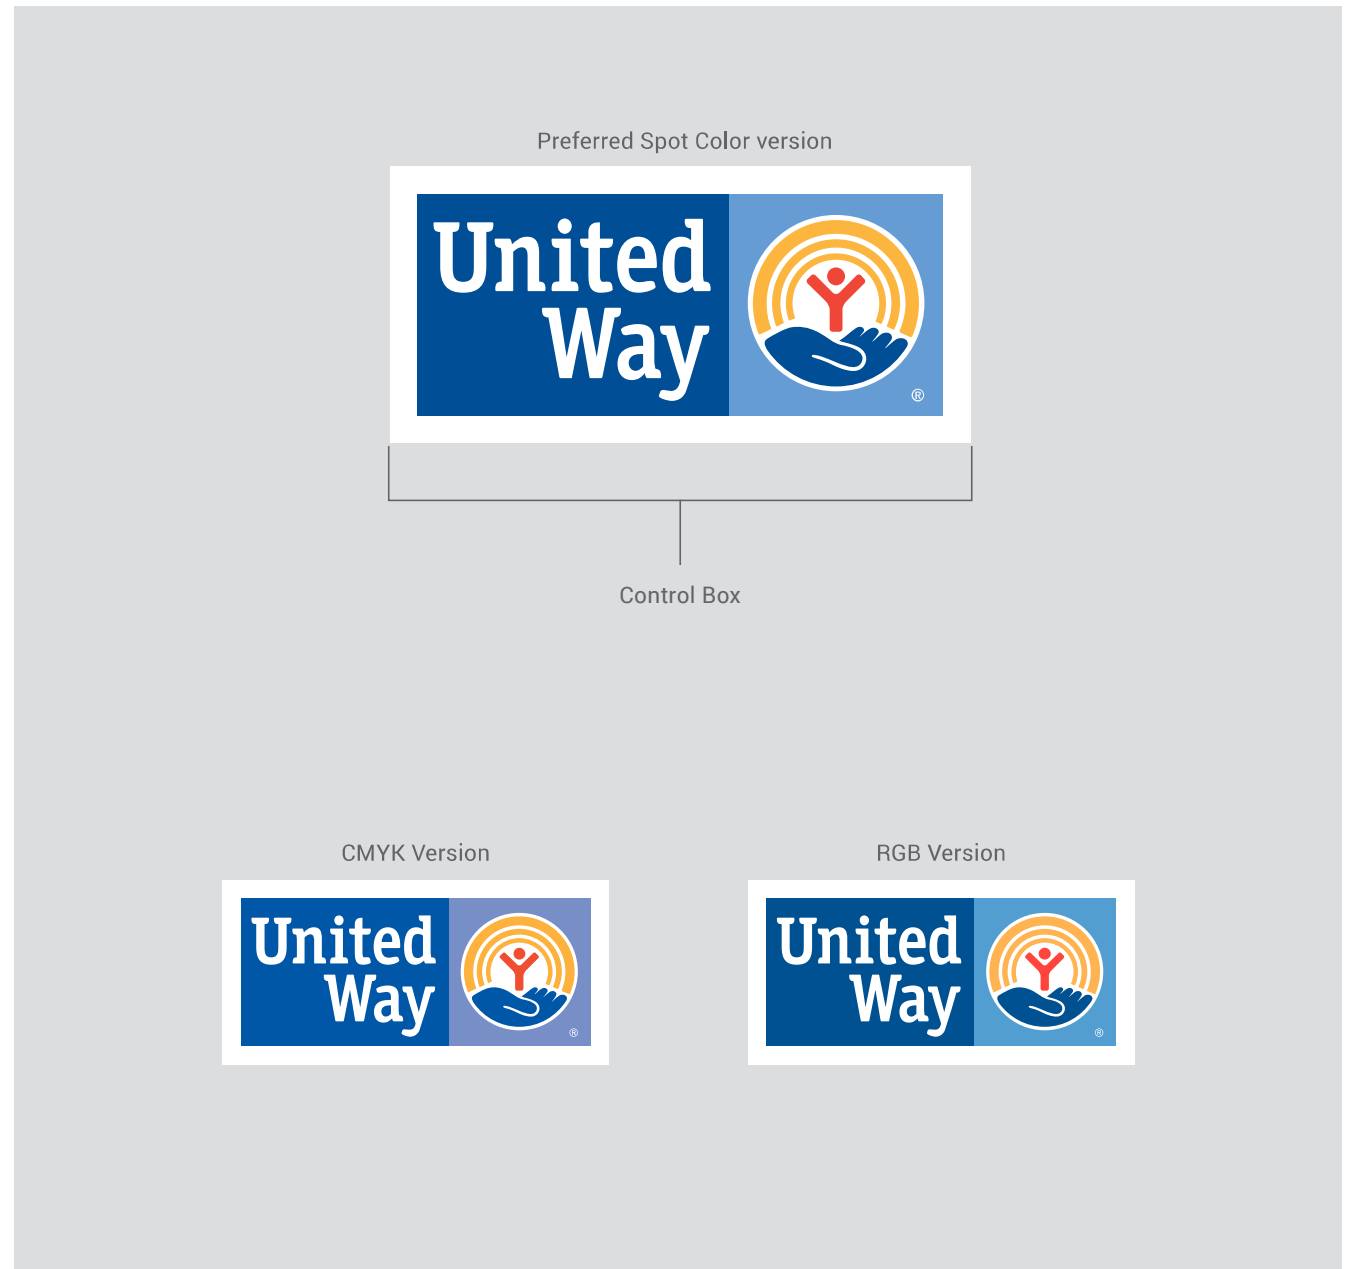 Preferred Spot Color version
United
Way
®
Control Box
CMYK Version
United
Way
®
RGB Version
United
Way
®